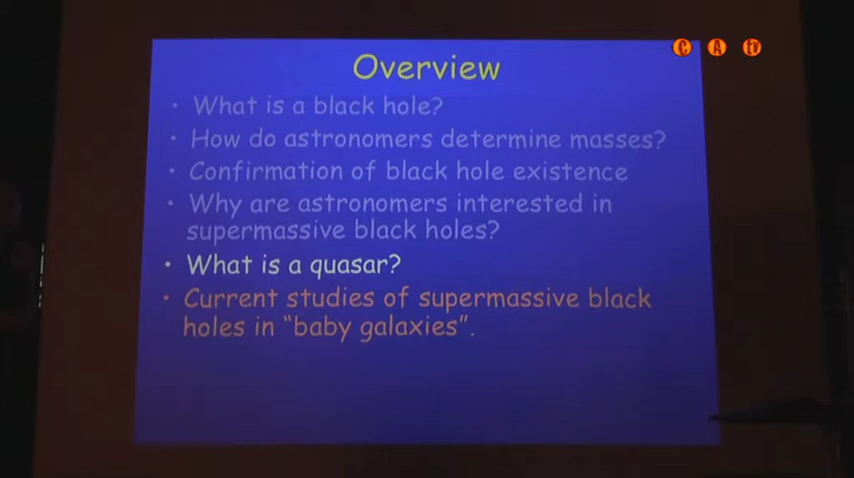 C A tv
Overview
• What is a black hole?
• How do astronomers determine masses?
• Confirmation of black hole existence
• Why are astronomers interested in
supermassive black holes?
• What is a quasar?
• Current studies of supermassive black
holes in “baby galaxies”.